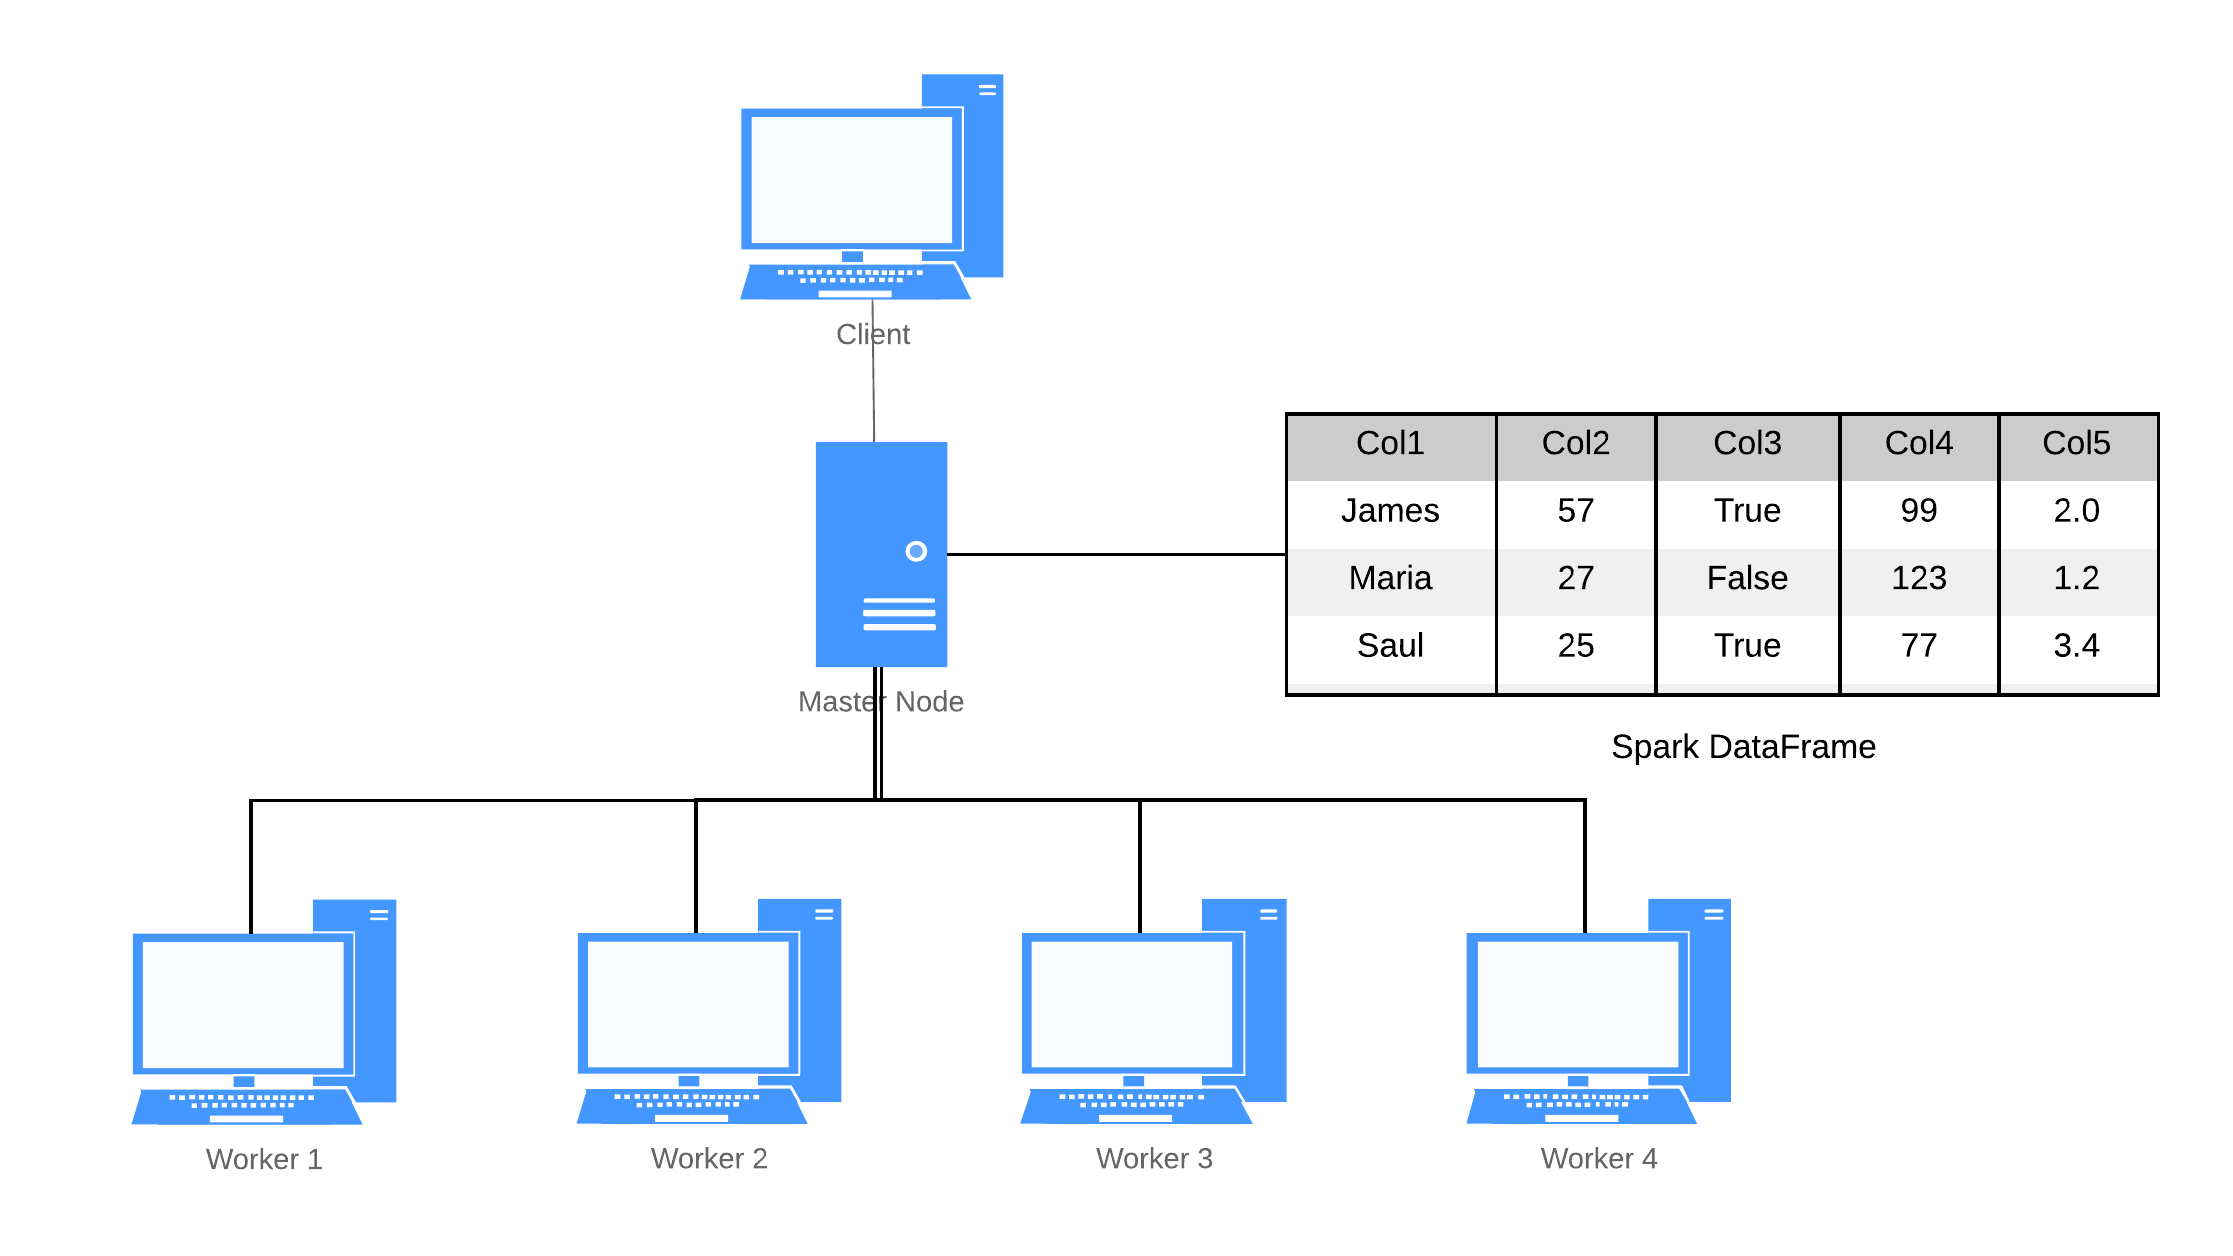 Client
Master Node
Col1 Col2 Col3 Col4 Col5
James 57 True 99 2.0
Maria 27 False 123 1.2
Saul 25 True 77 3.4
Spark DataFrame
Worker 1 Worker 2 Worker 3 Worker 4